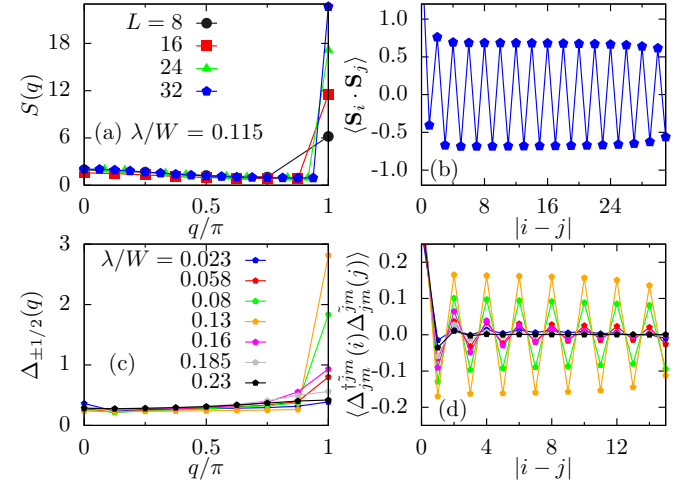 L = 8
16
24
32
(a) λ/W = 0.115
S(q)
0
6
12
18
0
0.5
1
q/π
(b)
⟨S_i · S_j⟩
-1.0
-0.5
0.0
0.5
1.0
0
8
16
24
|i − j|
λ/W = 0.023
0.058
0.08
0.13
0.16
0.185
0.23
(c)
Δ_{±1/2}(q)
0
1
2
3
0
0.5
1
q/π
(d)
⟨Δ^{†jm}_{jm̃}(i)Δ^{jm}_{jm̃}(j)⟩
-0.2
-0.1
0.0
0.1
0.2
0
4
8
12
|i − j|